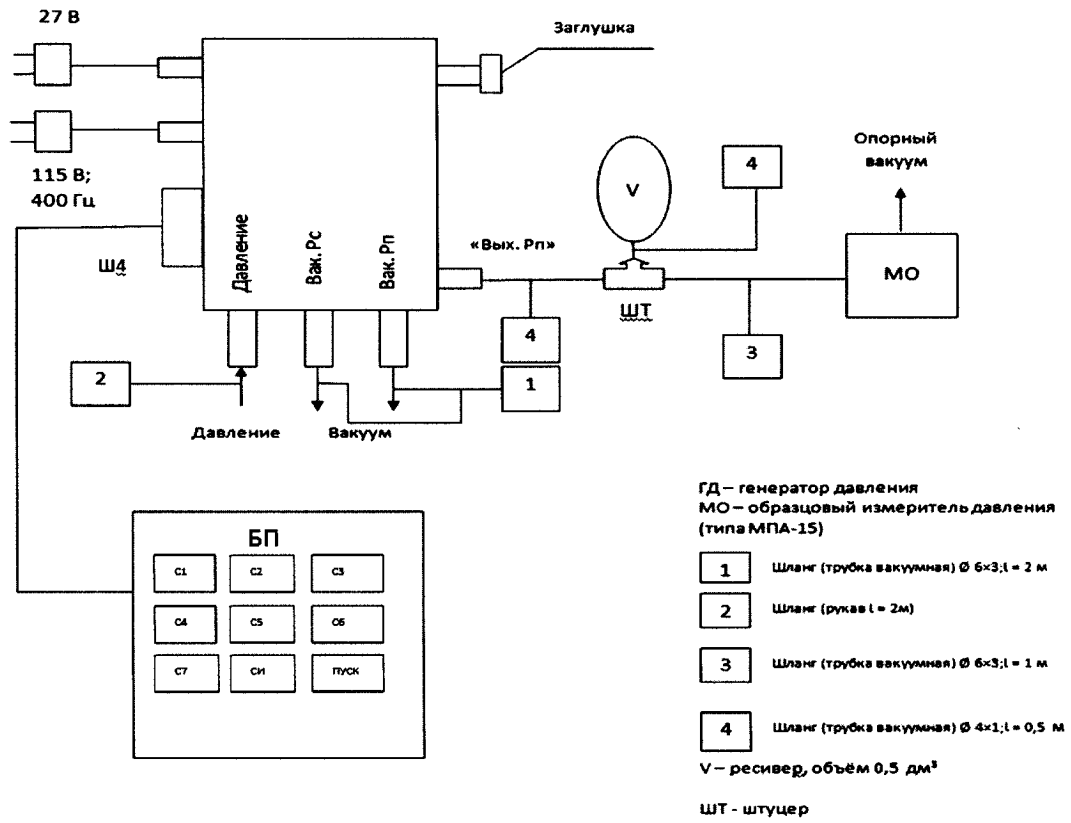 27 В
Заглушка
115 В;
400 Гц
Ш4
Давление
Вак. Рс
Вак. Рп
«Вых. Рп»
V
4
Опорный
вакуум
ШТ
МО
4
3
2
1
Давление
Вакуум
БП
С1
С2
С3
С4
С5
С6
С7
СИ
ПУСК
ГД – генератор давления
МО – образцовый измеритель давления
(типа МПА-15)
1 Шланг (трубка вакуумная) Ø 6×3; l = 2 м
2 Шланг (рукав l = 2м)
3 Шланг (трубка вакуумная) Ø 6×3; l = 1 м
4 Шланг (трубка вакуумная) Ø 4×1; l = 0,5 м
V – ресивер, объём 0,5 дм³
ШТ - штуцер